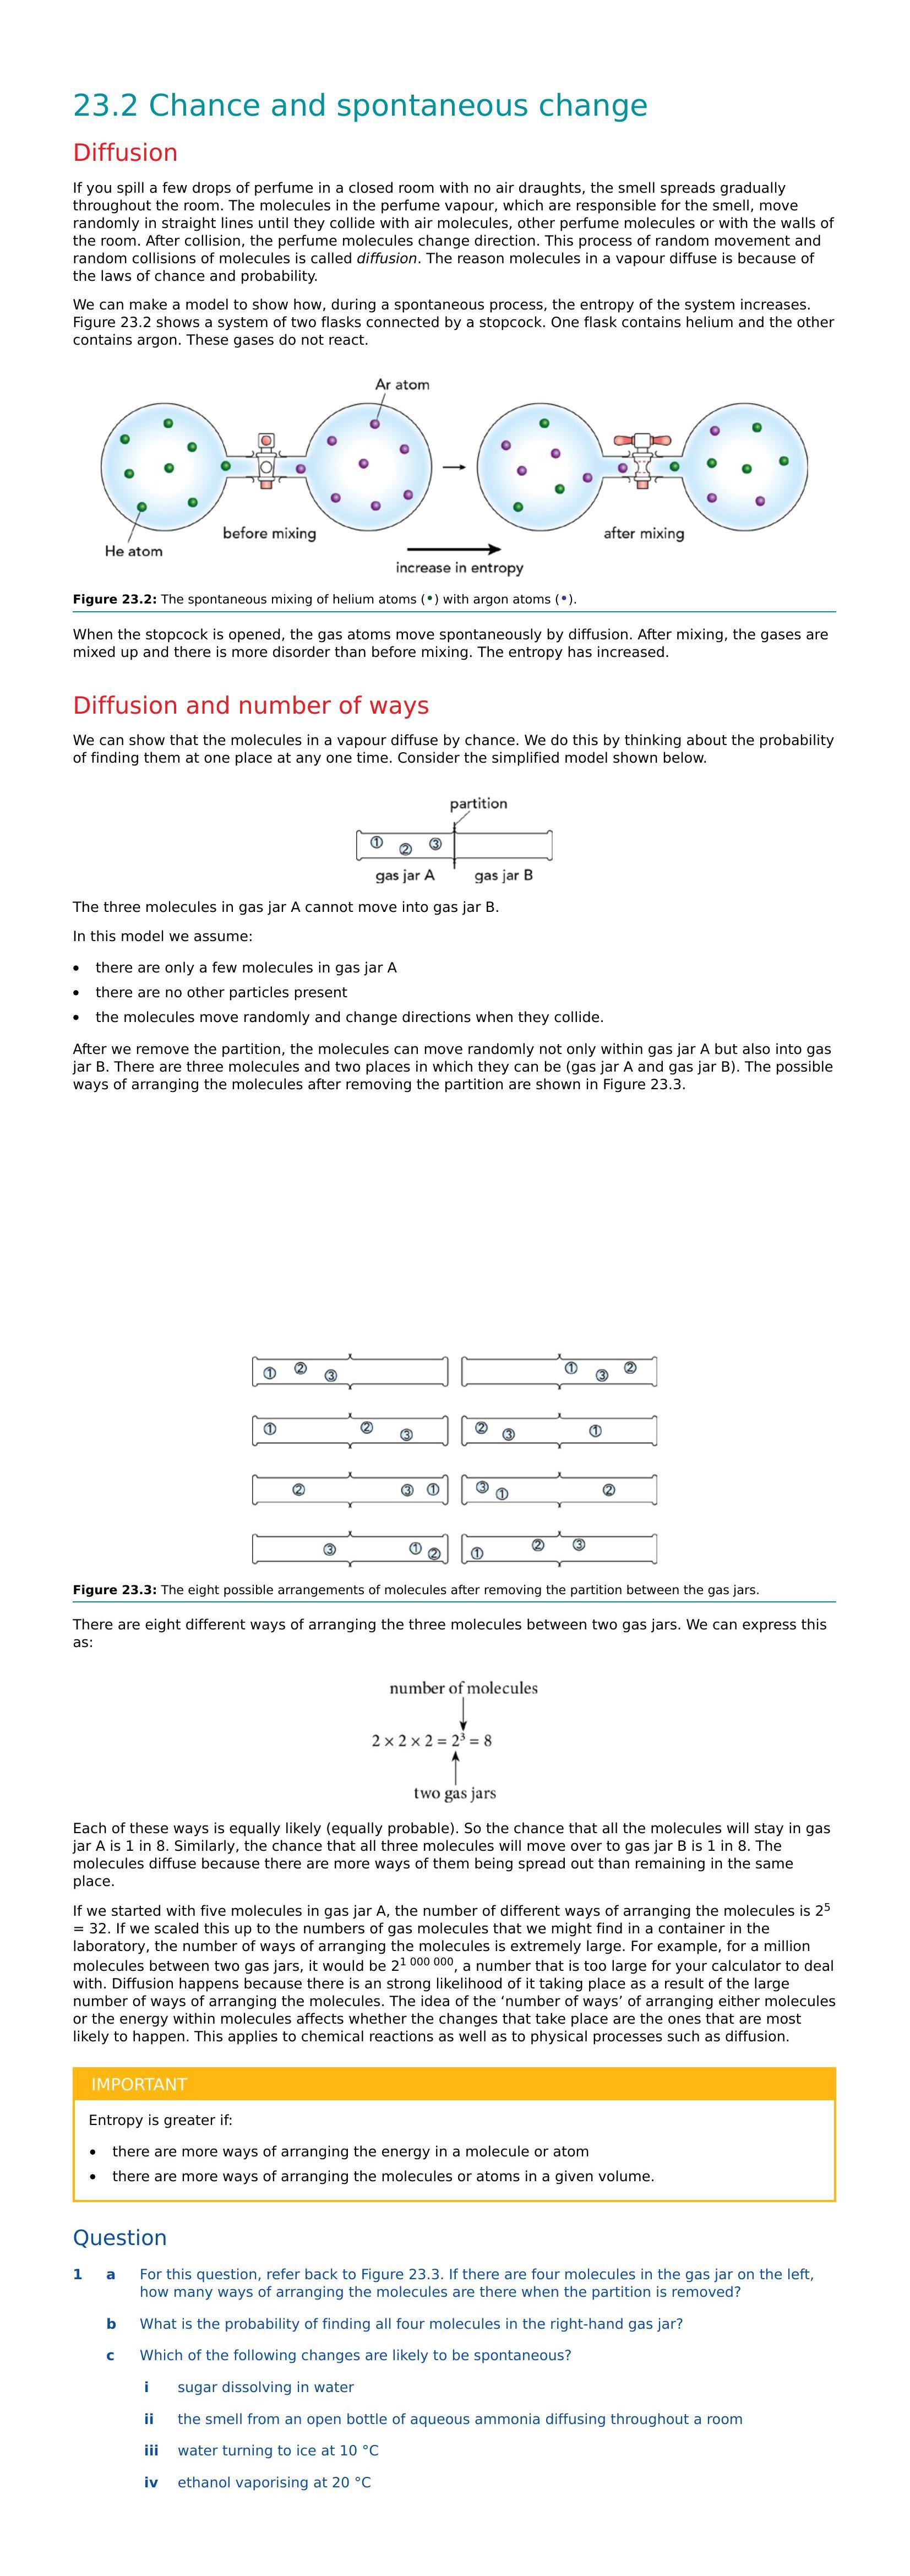 23.2 Chance and spontaneous change
Diffusion
If you spill a few drops of perfume in a closed room with no air draughts, the smell spreads gradually
throughout the room. The molecules in the perfume vapour, which are responsible for the smell, move
randomly in straight lines until they collide with air molecules, other perfume molecules or with the walls of
the room. After collision, the perfume molecules change direction. This process of random movement and
random collisions of molecules is called diffusion. The reason molecules in a vapour diffuse is because of
the laws of chance and probability.
We can make a model to show how, during a spontaneous process, the entropy of the system increases.
Figure 23.2 shows a system of two flasks connected by a stopcock. One flask contains helium and the other
contains argon. These gases do not react.
Ar atom
before mixing
after mixing
He atom
increase in entropy
Figure 23.2: The spontaneous mixing of helium atoms (•) with argon atoms (•).
When the stopcock is opened, the gas atoms move spontaneously by diffusion. After mixing, the gases are
mixed up and there is more disorder than before mixing. The entropy has increased.
Diffusion and number of ways
We can show that the molecules in a vapour diffuse by chance. We do this by thinking about the probability
of finding them at one place at any one time. Consider the simplified model shown below.
partition
① ② ③
gas jar A gas jar B
The three molecules in gas jar A cannot move into gas jar B.
In this model we assume:
• there are only a few molecules in gas jar A
• there are no other particles present
• the molecules move randomly and change directions when they collide.
After we remove the partition, the molecules can move randomly not only within gas jar A but also into gas
jar B. There are three molecules and two places in which they can be (gas jar A and gas jar B). The possible
ways of arranging the molecules after removing the partition are shown in Figure 23.3.
① ② ③ ① ③ ②
① ② ③ ② ③ ①
② ③ ① ③ ① ②
③ ① ② ① ② ③
Figure 23.3: The eight possible arrangements of molecules after removing the partition between the gas jars.
There are eight different ways of arranging the three molecules between two gas jars. We can express this
as:
number of molecules
2 × 2 × 2 = 2³ = 8
two gas jars
Each of these ways is equally likely (equally probable). So the chance that all the molecules will stay in gas
jar A is 1 in 8. Similarly, the chance that all three molecules will move over to gas jar B is 1 in 8. The
molecules diffuse because there are more ways of them being spread out than remaining in the same
place.
If we started with five molecules in gas jar A, the number of different ways of arranging the molecules is 2⁵
= 32. If we scaled this up to the numbers of gas molecules that we might find in a container in the
laboratory, the number of ways of arranging the molecules is extremely large. For example, for a million
molecules between two gas jars, it would be 2¹ ⁰⁰⁰ ⁰⁰⁰, a number that is too large for your calculator to deal
with. Diffusion happens because there is an strong likelihood of it taking place as a result of the large
number of ways of arranging the molecules. The idea of the ‘number of ways’ of arranging either molecules
or the energy within molecules affects whether the changes that take place are the ones that are most
likely to happen. This applies to chemical reactions as well as to physical processes such as diffusion.
IMPORTANT
Entropy is greater if:
• there are more ways of arranging the energy in a molecule or atom
• there are more ways of arranging the molecules or atoms in a given volume.
Question
1 a For this question, refer back to Figure 23.3. If there are four molecules in the gas jar on the left,
how many ways of arranging the molecules are there when the partition is removed?
b What is the probability of finding all four molecules in the right-hand gas jar?
c Which of the following changes are likely to be spontaneous?
i sugar dissolving in water
ii the smell from an open bottle of aqueous ammonia diffusing throughout a room
iii water turning to ice at 10 °C
iv ethanol vaporising at 20 °C